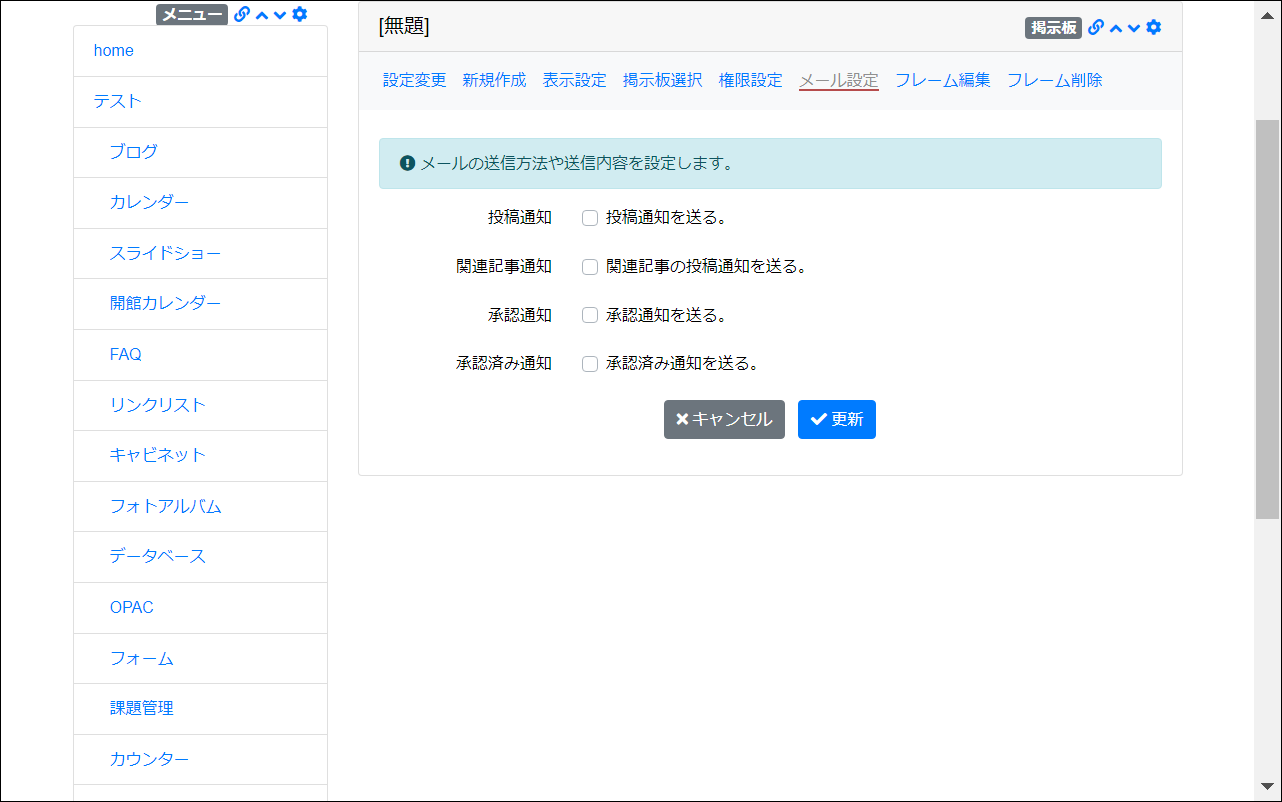 メニュー
home
テスト
ブログ
カレンダー
スライドショー
開館カレンダー
FAQ
リンクリスト
キャビネット
フォトアルバム
データベース
OPAC
フォーム
課題管理
カウンター
[無題]
掲示板
設定変更 新規作成 表示設定 掲示板選択 権限設定 メール設定 フレーム編集 フレーム削除
メールの送信方法や送信内容を設定します。
投稿通知 投稿通知を送る。
関連記事通知 関連記事の投稿通知を送る。
承認通知 承認通知を送る。
承認済み通知 承認済み通知を送る。
キャンセル 更新